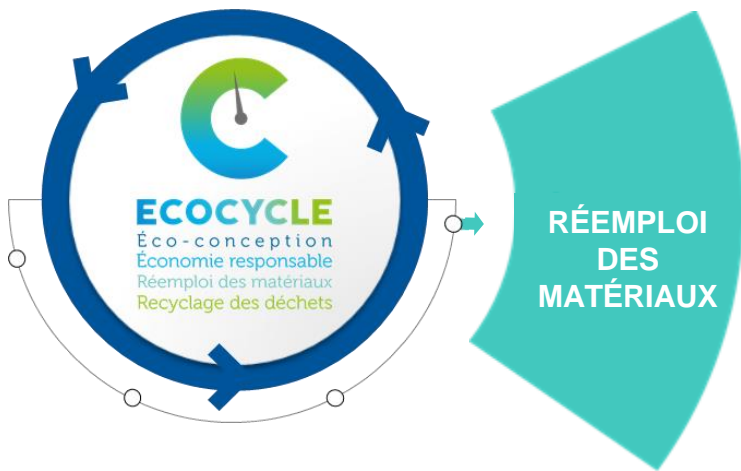 ECOCYCLE
Éco-conception
Économie responsable
Réemploi des matériaux
Recyclage des déchets
RÉEMPLOI
DES
MATÉRIAUX